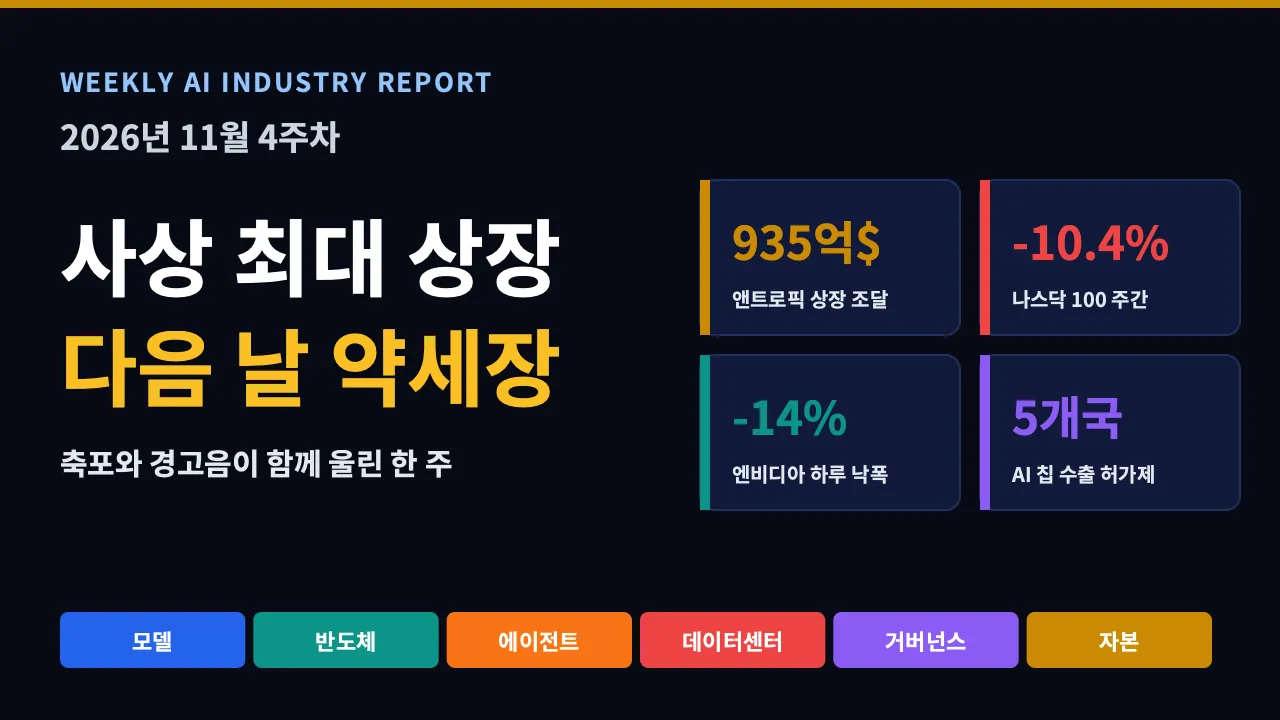 WEEKLY AI INDUSTRY REPORT
2026년 11월 4주차
사상 최대 상장
다음 날 약세장
축포와 경고음이 함께 울린 한 주
935억$
앤트로픽 상장 조달
-10.4%
나스닥 100 주간
-14%
엔비디아 하루 낙폭
5개국
AI 칩 수출 허가제
모델
반도체
에이전트
데이터센터
거버넌스
자본